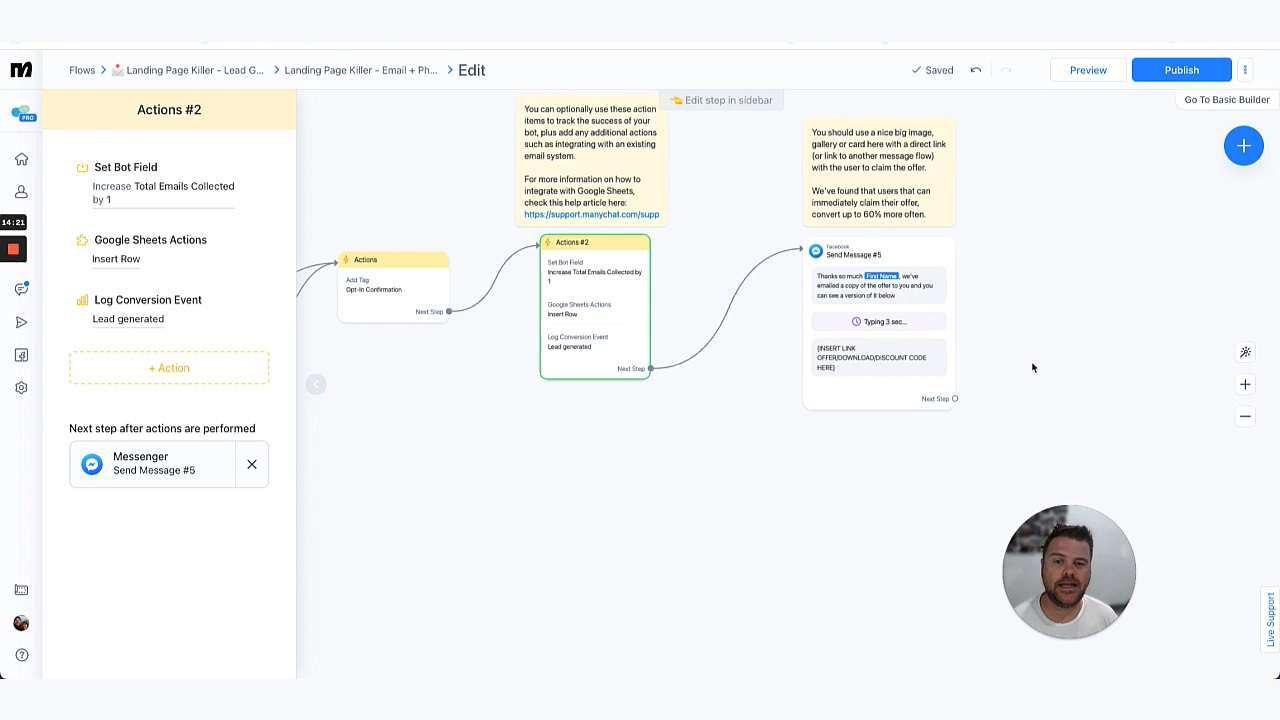 Flows
Landing Page Killer - Lead G...
Landing Page Killer - Email + Ph...
Edit
Saved
Preview
Publish
Go To Basic Builder
PRO
14:21
Actions #2
Set Bot Field
Increase Total Emails Collected
by 1
Google Sheets Actions
Insert Row
Log Conversion Event
Lead generated
+ Action
Next step after actions are performed
Messenger
Send Message #5
Edit step in sidebar
Actions
Add Tag
Opt-in Confirmation
Next Step
You can optionally use these action
items to track the success of your
bot, plus add any additional actions
such as integrating with an existing
email system.
For more information on how to
integrate with Google Sheets,
check this help article here:
https://support.manychat.com/supp
Actions #2
Set Bot Field
Increase Total Emails Collected by
1
Google Sheets Actions
Insert Row
Log Conversion Event
Lead generated
Next Step
You should use a nice big image,
gallery or card here with a direct link
(or link to another message flow)
with the user to claim the offer.
We've found that users that can
immediately claim their offer,
convert up to 60% more often.
Facebook
Send Message #5
Thanks so much First Name, we've
emailed a copy of the offer to you and you
can see a version of it below
Typing 3 sec...
[INSERT LINK
OFFER/DOWNLOAD/DISCOUNT CODE
HERE]
Next Step
Live Support